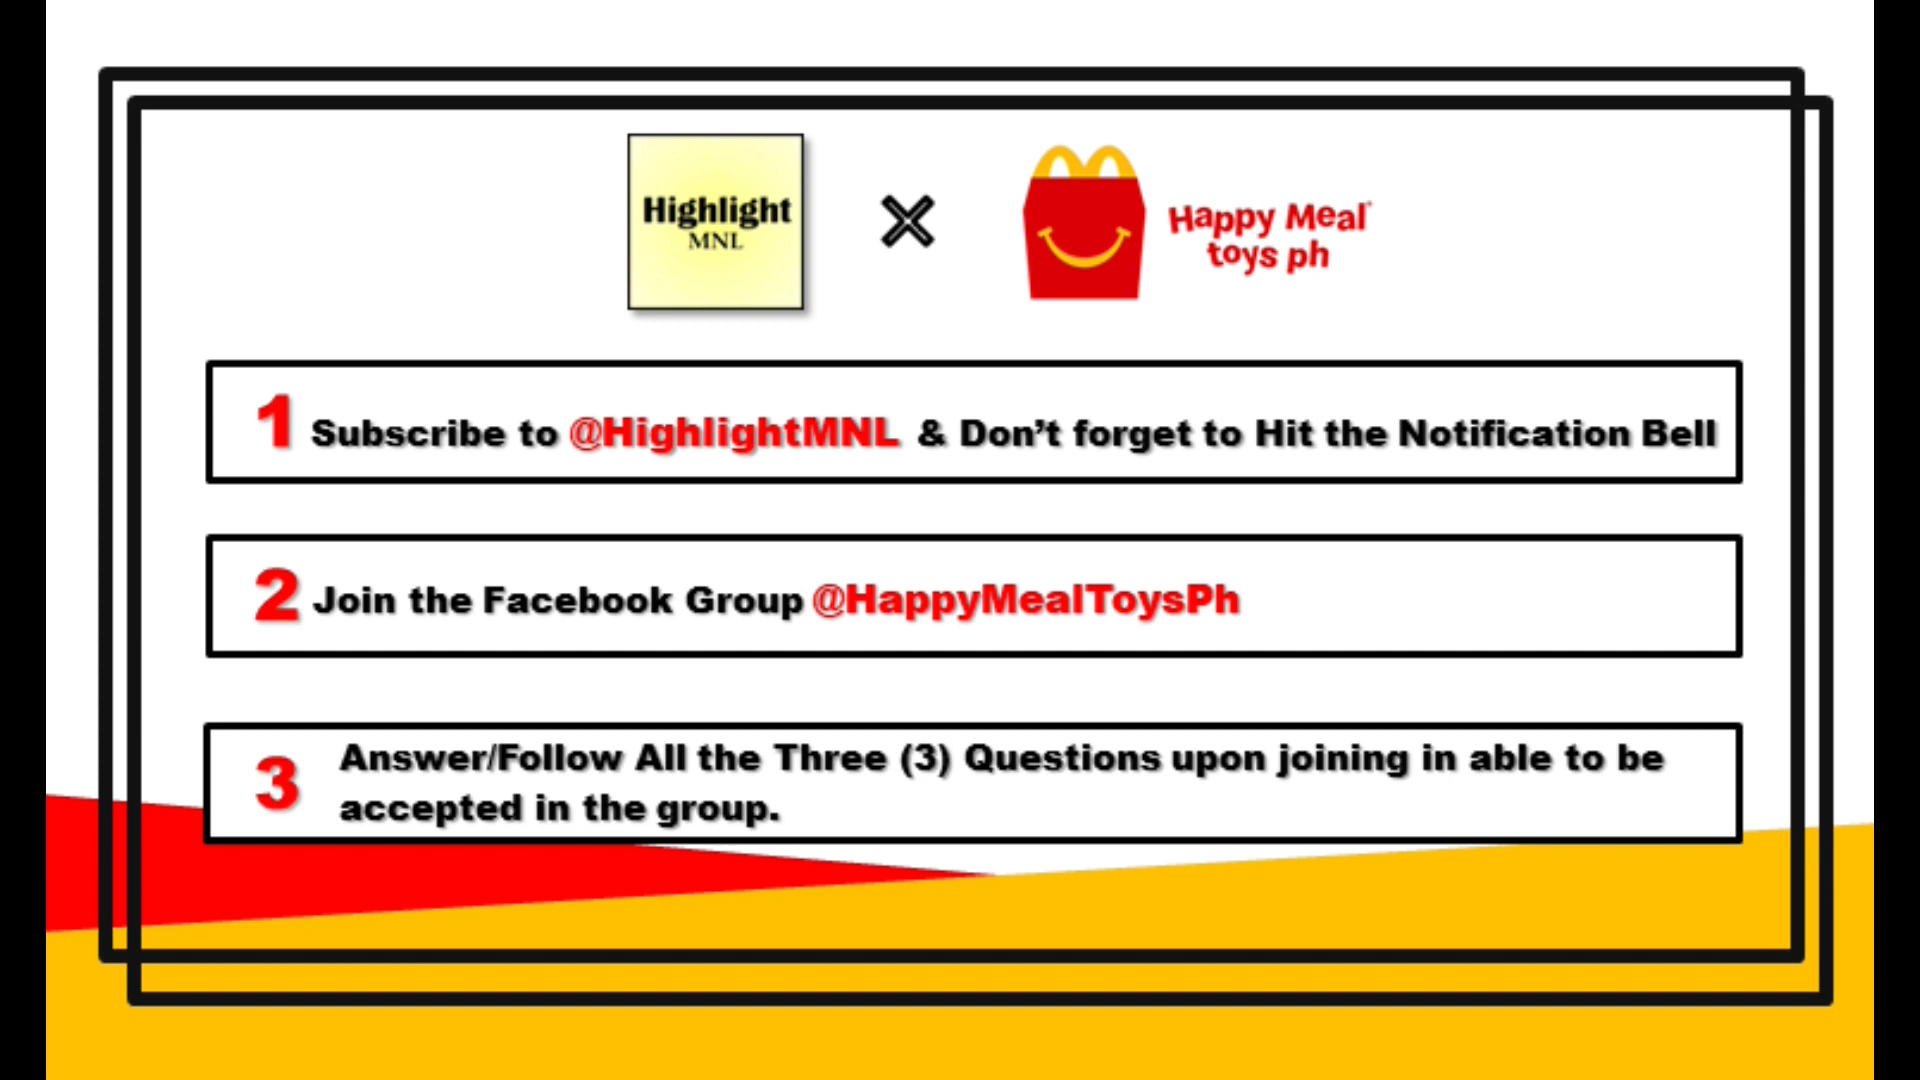 Highlight
MNL
Happy Meal
toys ph
1 Subscribe to @HighlightMNL & Don’t forget to Hit the Notification Bell
2 Join the Facebook Group @HappyMealToysPh
3 Answer/Follow All the Three (3) Questions upon joining in able to be
accepted in the group.